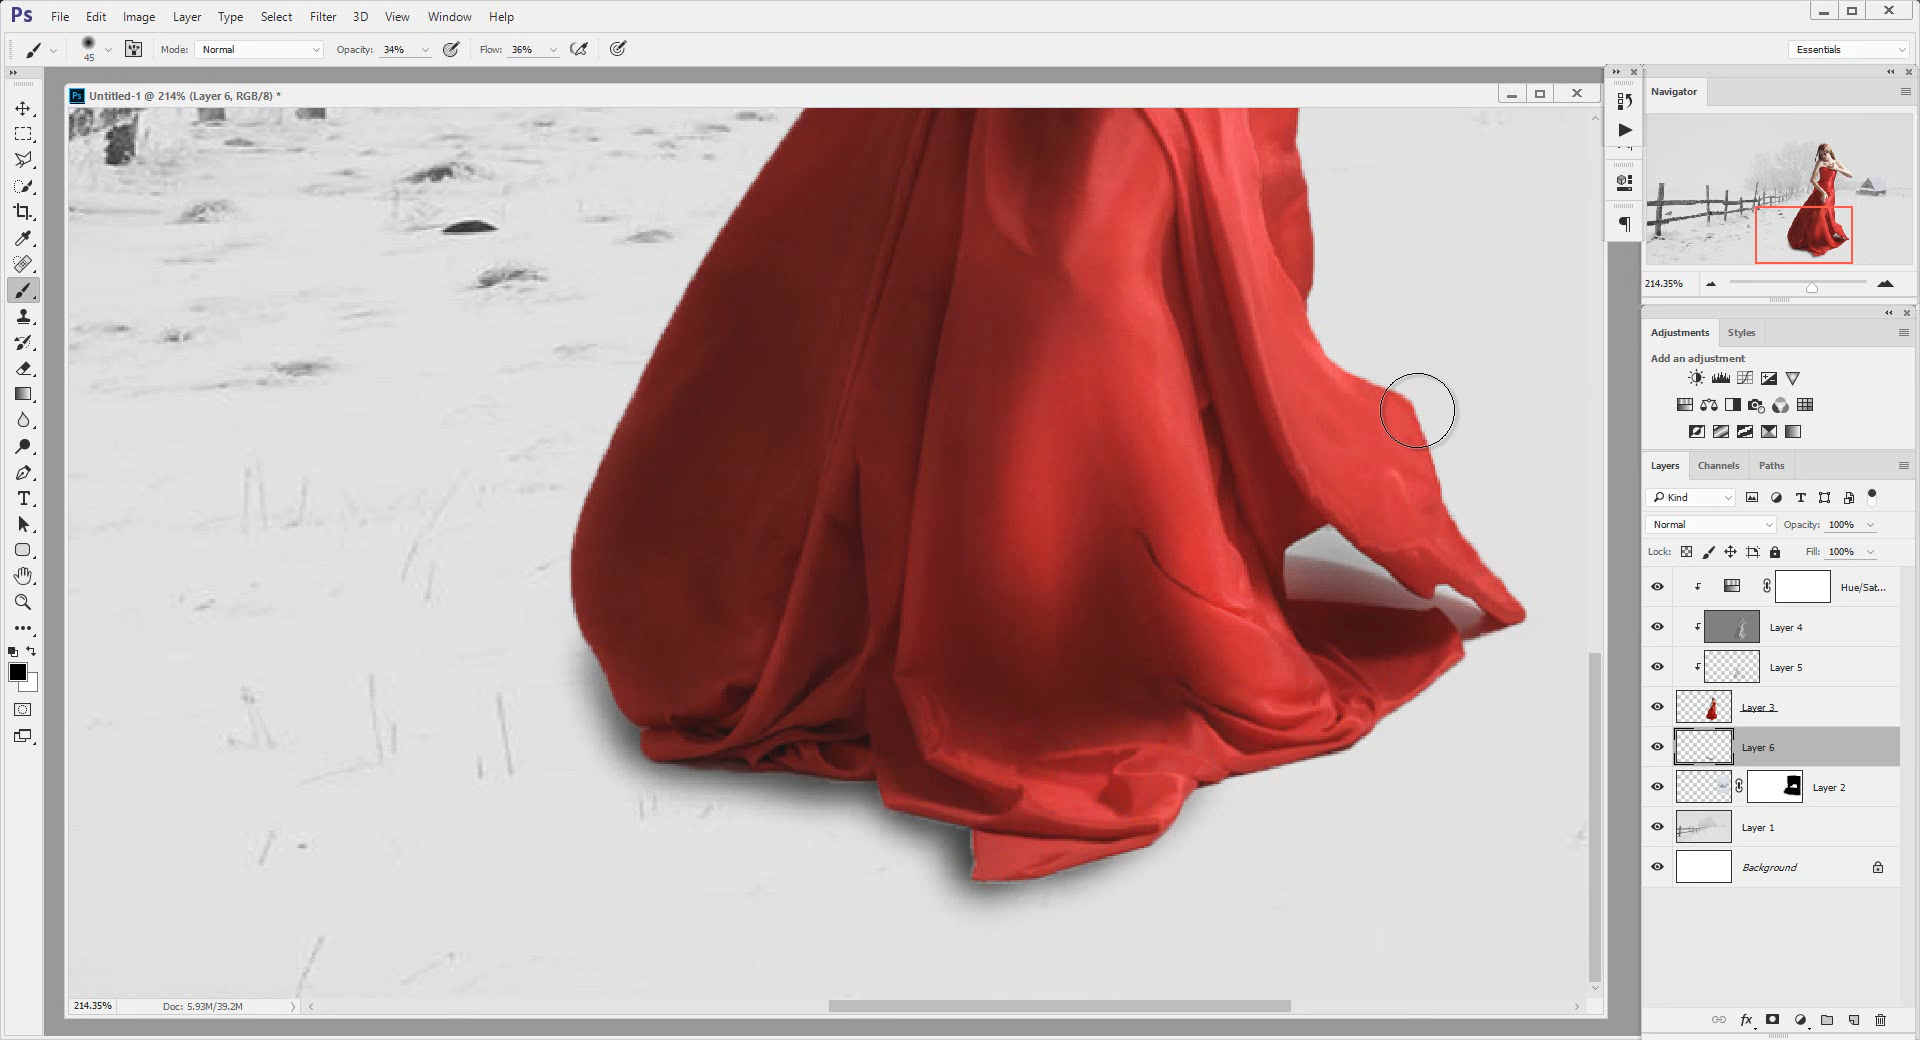 Ps File Edit Image Layer Type Select Filter 3D View Window Help
45 Mode: Normal Opacity: 34% Flow: 36% Essentials
Ps Untitled-1 @ 214% (Layer 6, RGB/8) *
Navigator
214.35%
Adjustments Styles
Add an adjustment
Layers Channels Paths
Kind
Normal Opacity: 100%
Lock: Fill: 100%
Hue/Sat...
Layer 4
Layer 5
Layer 3
Layer 6
Layer 2
Layer 1
Background
fx
214.35% Doc: 5.93M/39.2M